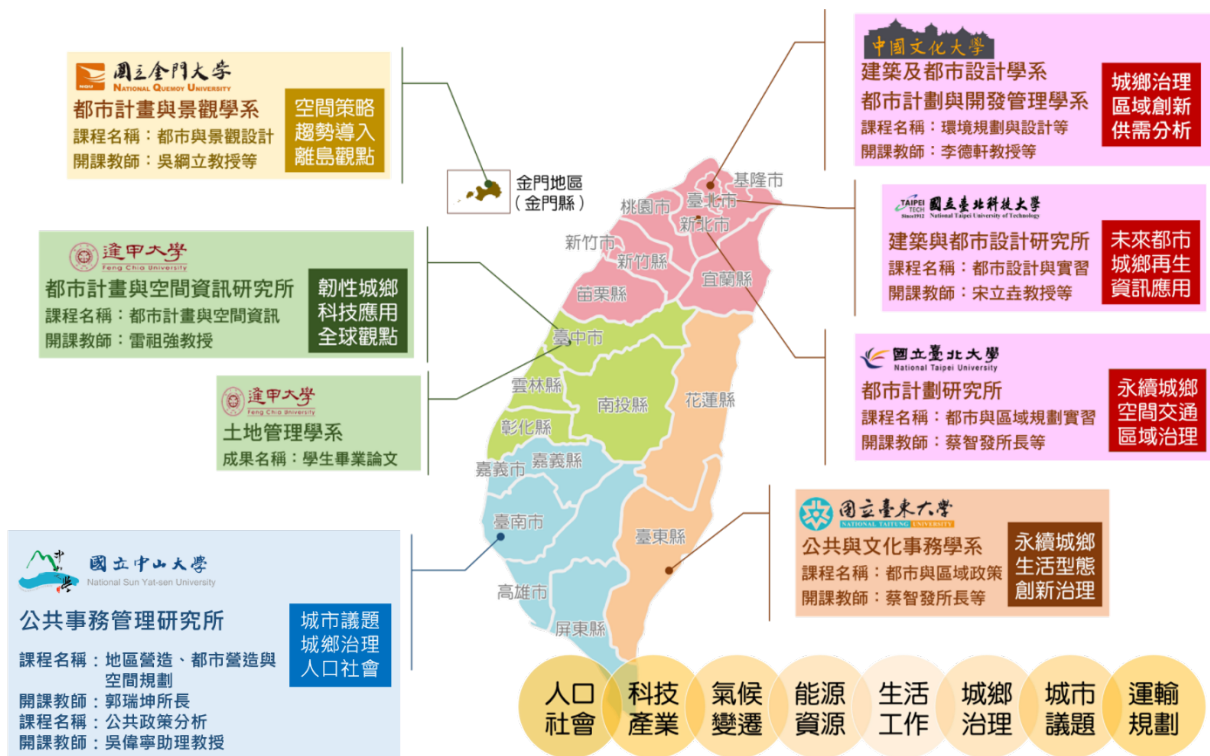 國立金門大學
NATIONAL QUEMOY UNIVERSITY
都市計畫與景觀學系
課程名稱：都市與景觀設計
開課教師：吳綱立教授等
空間策略
趨勢導入
離島觀點
金門地區
（金門縣）
逢甲大學
Feng Chia University
都市計畫與空間資訊研究所
課程名稱：都市計畫與空間資訊
開課教師：雷祖強教授
韌性城鄉
科技應用
全球觀點
逢甲大學
Feng Chia University
土地管理學系
成果名稱：學生畢業論文
國立中山大學
National Sun Yat-sen University
公共事務管理研究所
課程名稱：地區營造、都市營造與
空間規劃
開課教師：郭瑞坤所長
課程名稱：公共政策分析
開課教師：吳偉寧助理教授
城市議題
城鄉治理
人口社會
基隆市
臺北市
桃園市
新北市
新竹市
新竹縣
宜蘭縣
苗栗縣
臺中市
雲林縣
南投縣
花蓮縣
彰化縣
嘉義市
嘉義縣
臺南市
臺東縣
高雄市
屏東縣
中國文化大學
建築及都市設計學系
都市計劃與開發管理學系
課程名稱：環境規劃與設計等
開課教師：李德軒教授等
城鄉治理
區域創新
供需分析
TAIPEI
TECH
Since1912
國立臺北科技大學
National Taipei University of Technology
建築與都市設計研究所
課程名稱：都市設計與實習
開課教師：宋立垚教授等
未來都市
城鄉再生
資訊應用
國立臺北大學
National Taipei University
都市計劃研究所
課程名稱：都市與區域規劃實習
開課教師：蔡智發所長等
永續城鄉
空間交通
區域治理
國立臺東大學
NATIONAL TAITUNG UNIVERSITY
公共與文化事務學系
課程名稱：都市與區域政策
開課教師：蔡智發所長等
永續城鄉
生活型態
創新治理
人口
社會
科技
產業
氣候
變遷
能源
資源
生活
工作
城鄉
治理
城市
議題
運輸
規劃